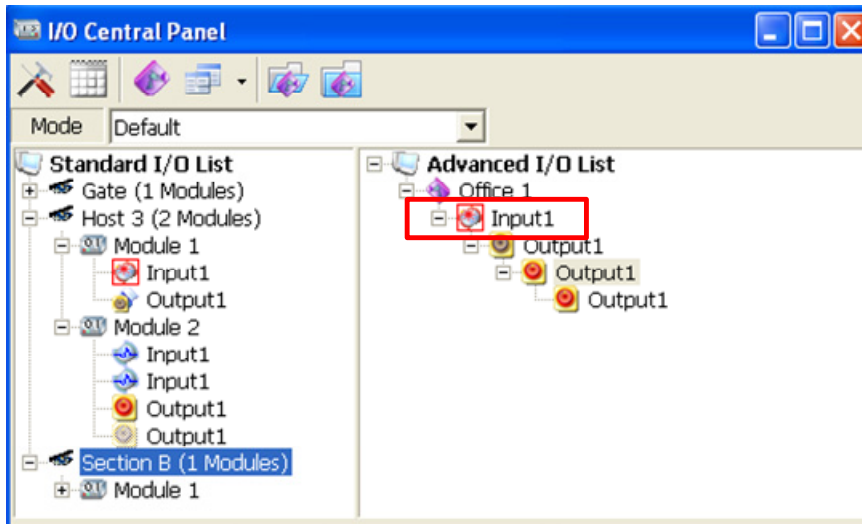 I/O Central Panel
Mode Default
Standard I/O List
Gate (1 Modules)
Host 3 (2 Modules)
Module 1
Input1
Output1
Module 2
Input1
Input1
Output1
Output1
Section B (1 Modules)
Module 1
Advanced I/O List
Office 1
Input1
Output1
Output1
Output1